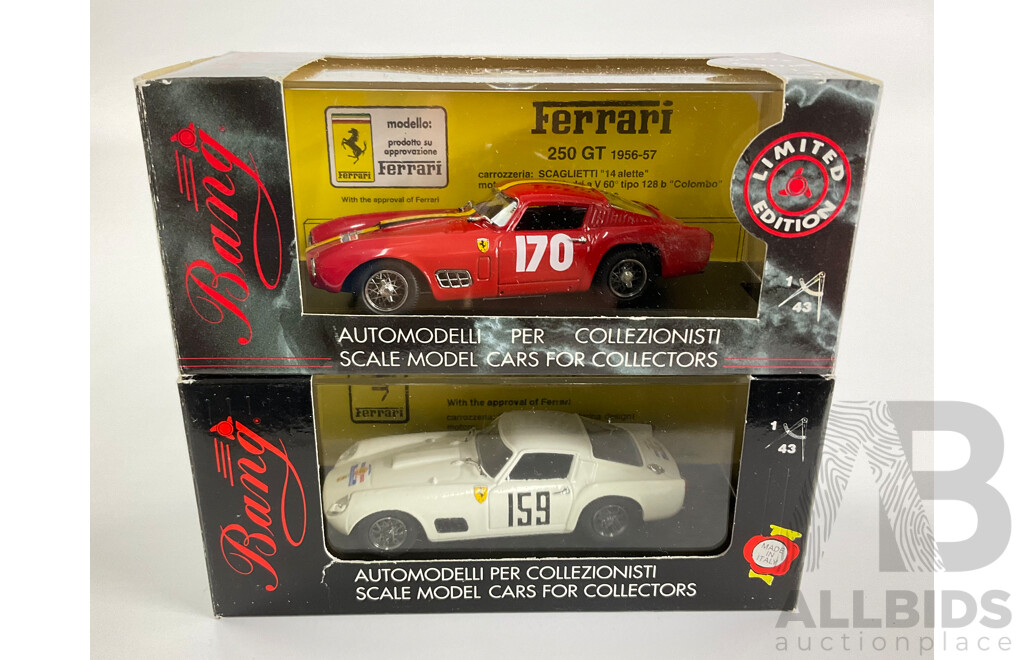 Bang
modello:
prodotto su
approvazione
Ferrari
Ferrari
With the approval of Ferrari
Ferrari
250 GT 1956-57
carrozzeria: SCAGLIETTI "14 alette"
V 60° tipo 128 b "Colombo"
LIMITED
EDITION
170
1
43
AUTOMODELLI PER COLLEZIONISTI
SCALE MODEL CARS FOR COLLECTORS
Bang
Ferrari
With the approval of Ferrari
159
1
43
MADE
IN
ITALY
AUTOMODELLI PER COLLEZIONISTI
SCALE MODEL CARS FOR COLLECTORS
AB
ALLBIDS
auctionplace